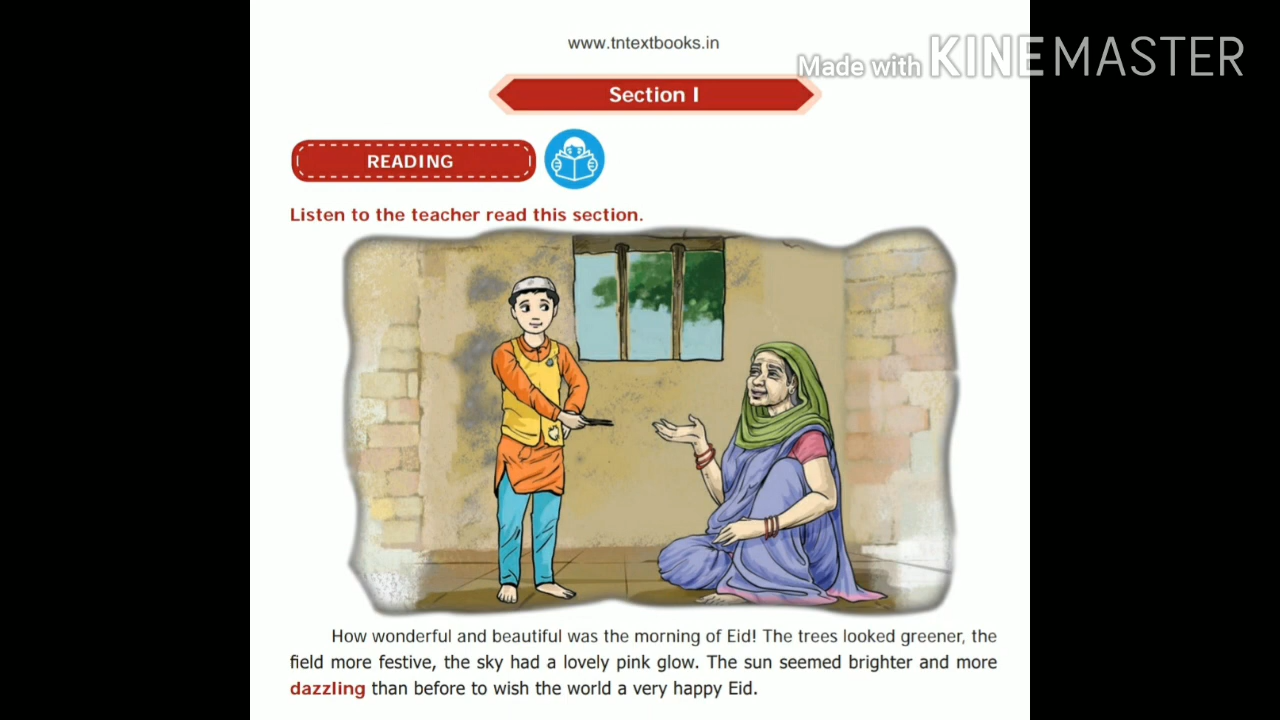 www.tntextbooks.in
Made with KINEMASTER
Section I
READING
Listen to the teacher read this section.
How wonderful and beautiful was the morning of Eid! The trees looked greener, the
field more festive, the sky had a lovely pink glow. The sun seemed brighter and more
dazzling than before to wish the world a very happy Eid.